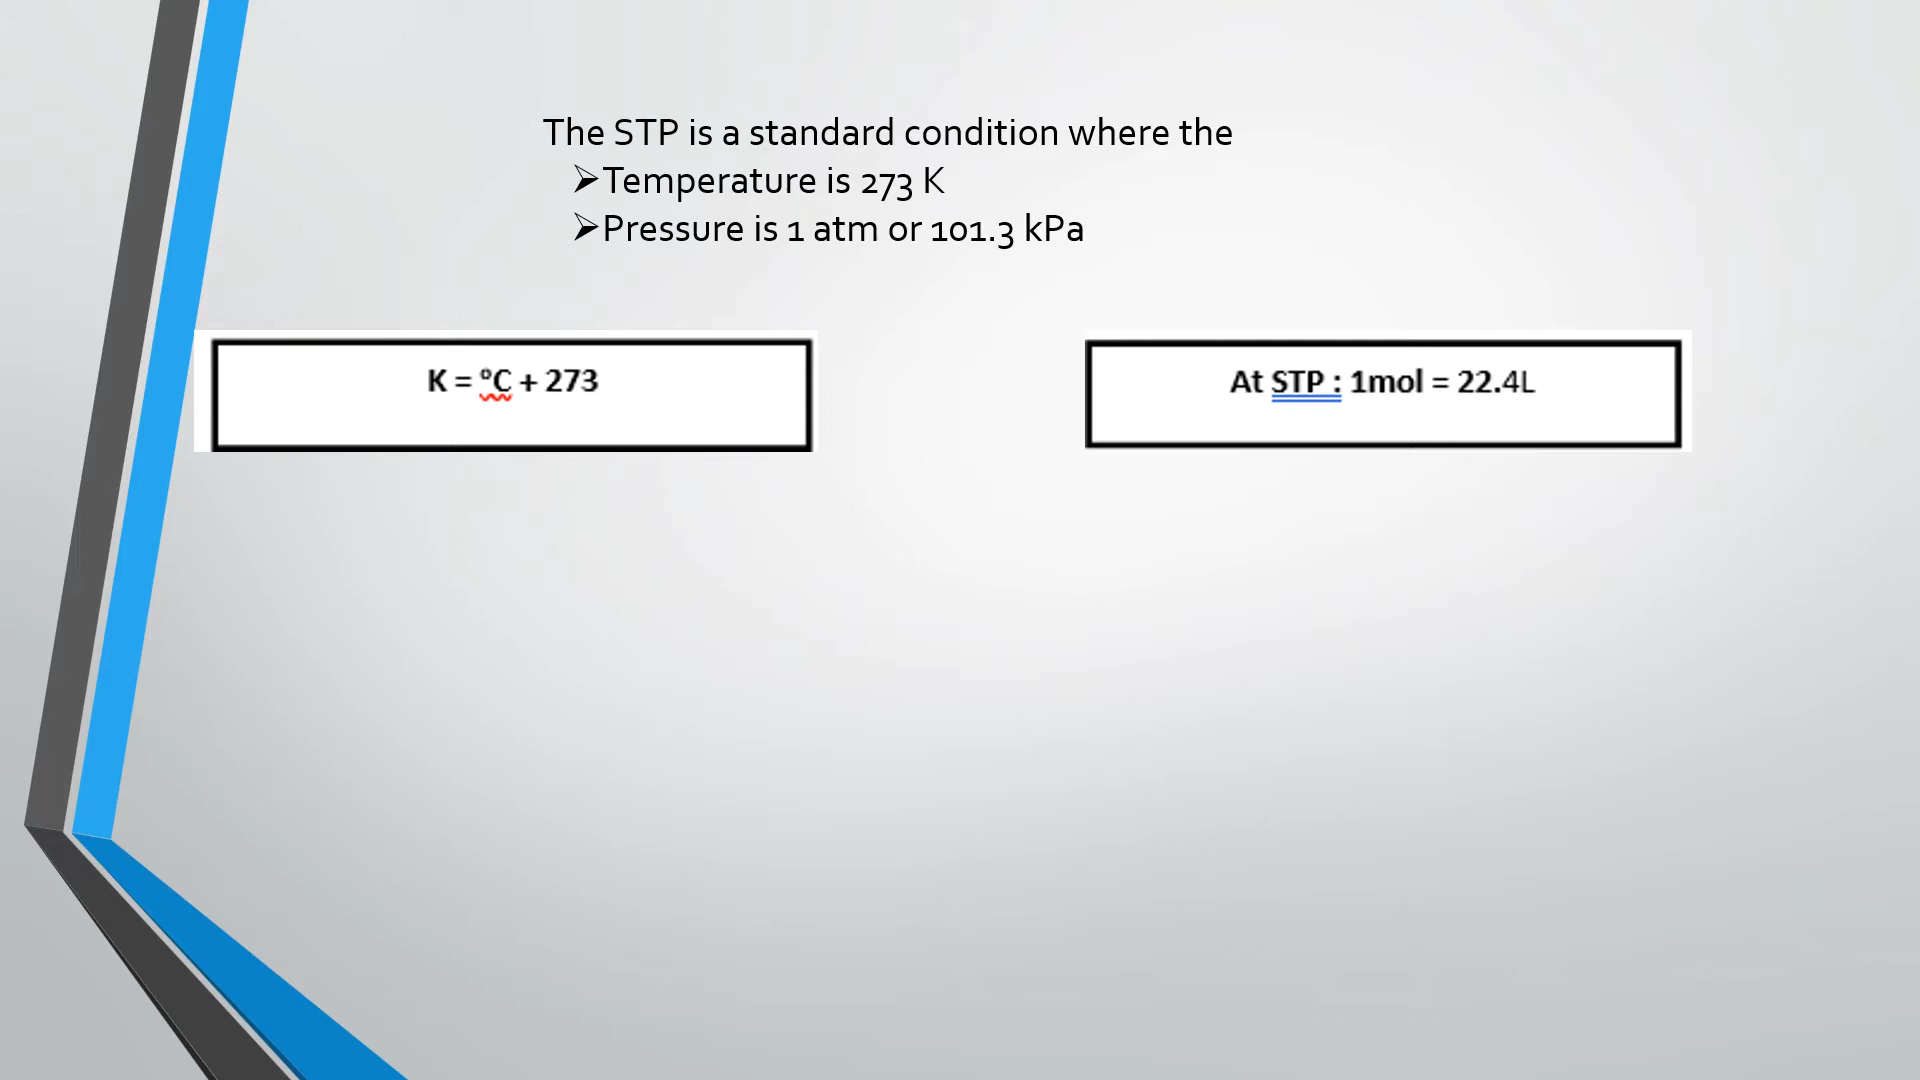 The STP is a standard condition where the
➢Temperature is 273 K
➢Pressure is 1 atm or 101.3 kPa
K = ºC + 273
At STP : 1mol = 22.4L